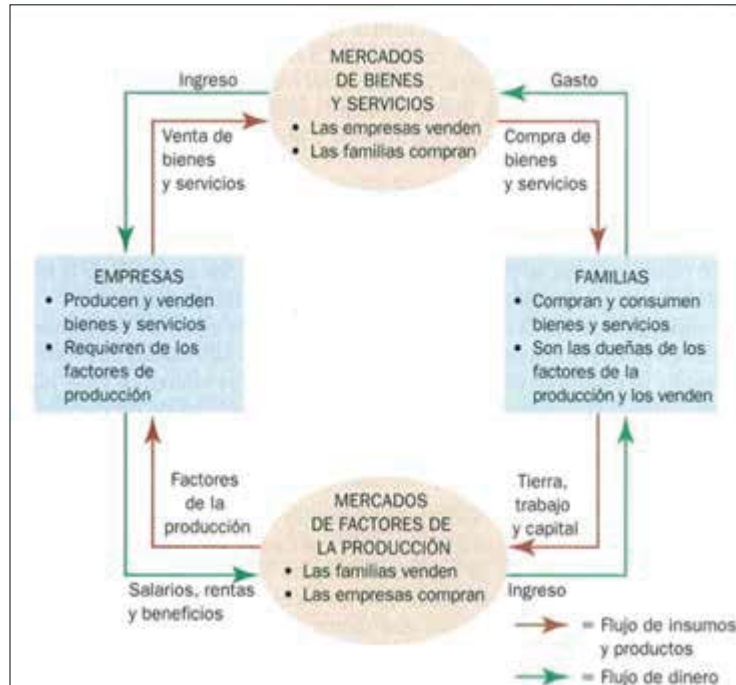 MERCADOS
DE BIENES
Y SERVICIOS
• Las empresas venden
• Las familias compran
Ingreso
Gasto
Venta de
bienes
y servicios
Compra de
bienes
y servicios
EMPRESAS
• Producen y venden
bienes y servicios
• Requieren de los
factores de
producción
FAMILIAS
• Compran y consumen
bienes y servicios
• Son las dueñas de los
factores de la
producción y los venden
Factores
de la
producción
Tierra,
trabajo
y capital
MERCADOS
DE FACTORES DE
LA PRODUCCIÓN
• Las familias venden
• Las empresas compran
Salarios, rentas
y beneficios
Ingreso
= Flujo de insumos
y productos
= Flujo de dinero